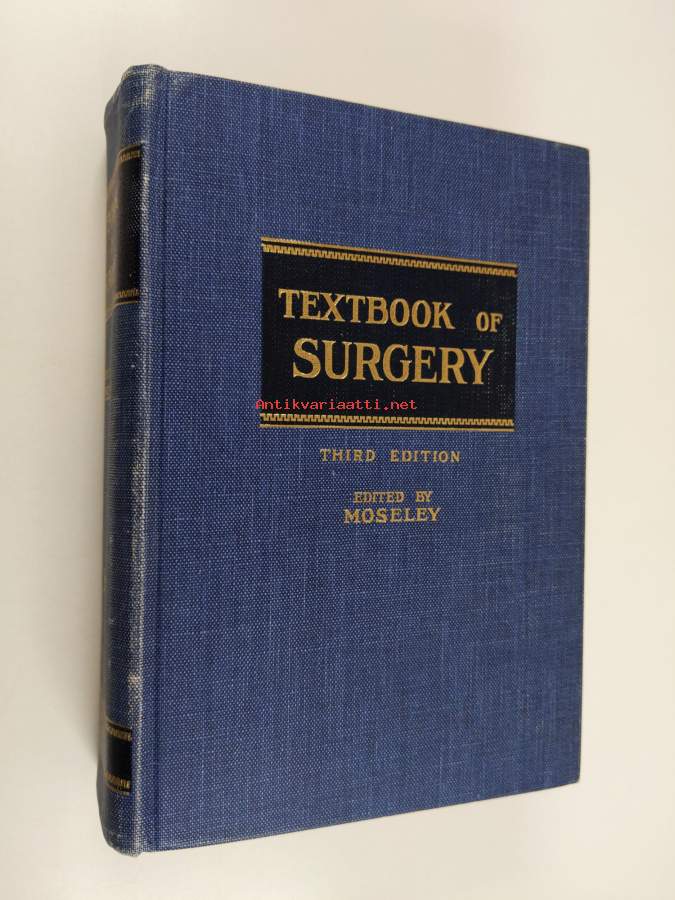 TEXTBOOK OF
SURGERY
Antikvariaatti.net
THIRD EDITION
EDITED BY
MOSELEY